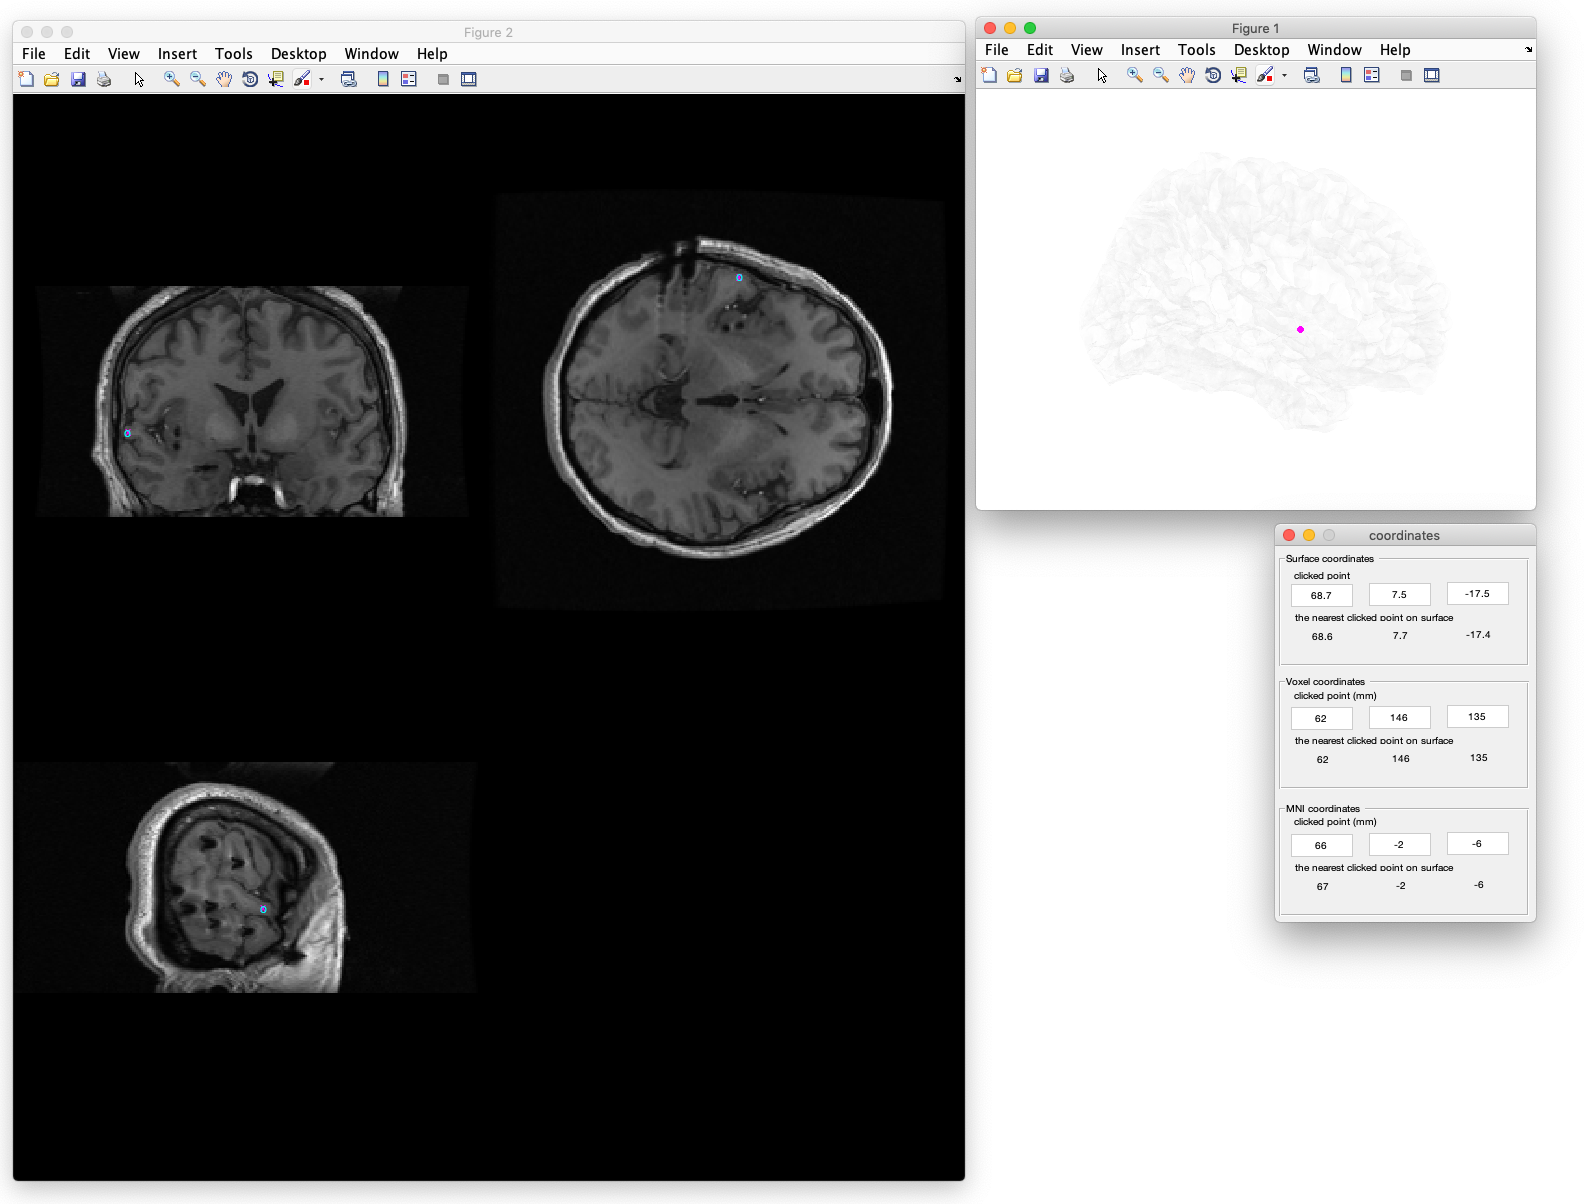 Figure 2
File Edit View Insert Tools Desktop Window Help
Figure 1
File Edit View Insert Tools Desktop Window Help
coordinates
Surface coordinates
clicked point
68.7 7.5 -17.5
the nearest clicked point on surface
68.6 7.7 -17.4
Voxel coordinates
clicked point (mm)
62 146 135
the nearest clicked point on surface
62 146 135
MNI coordinates
clicked point (mm)
66 -2 -6
the nearest clicked point on surface
67 -2 -6